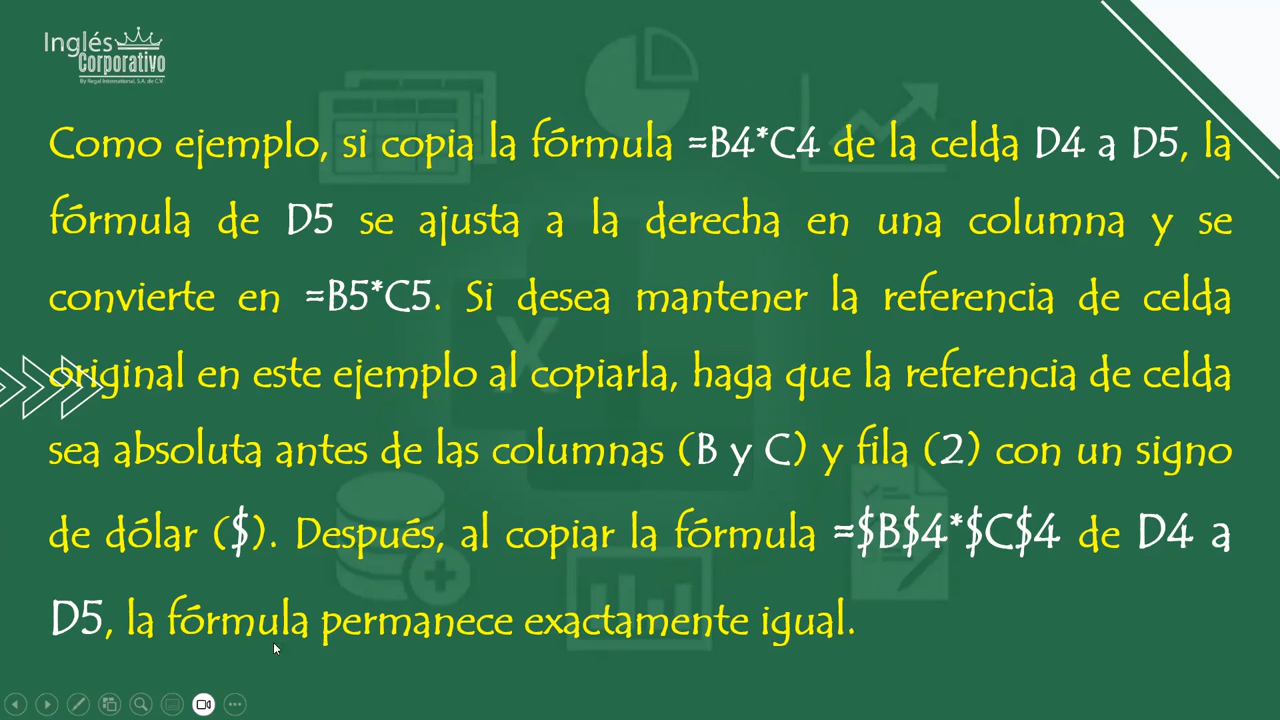 Inglés
Corporativo
By Regal International, S.A. de C.V.
Como ejemplo, si copia la fórmula =B4*C4 de la celda D4 a D5, la
fórmula de D5 se ajusta a la derecha en una columna y se
convierte en =B5*C5. Si desea mantener la referencia de celda
original en este ejemplo al copiarla, haga que la referencia de celda
sea absoluta antes de las columnas (B y C) y fila (2) con un signo
de dólar ($). Después, al copiar la fórmula =$B$4*$C$4 de D4 a
D5, la fórmula permanece exactamente igual.